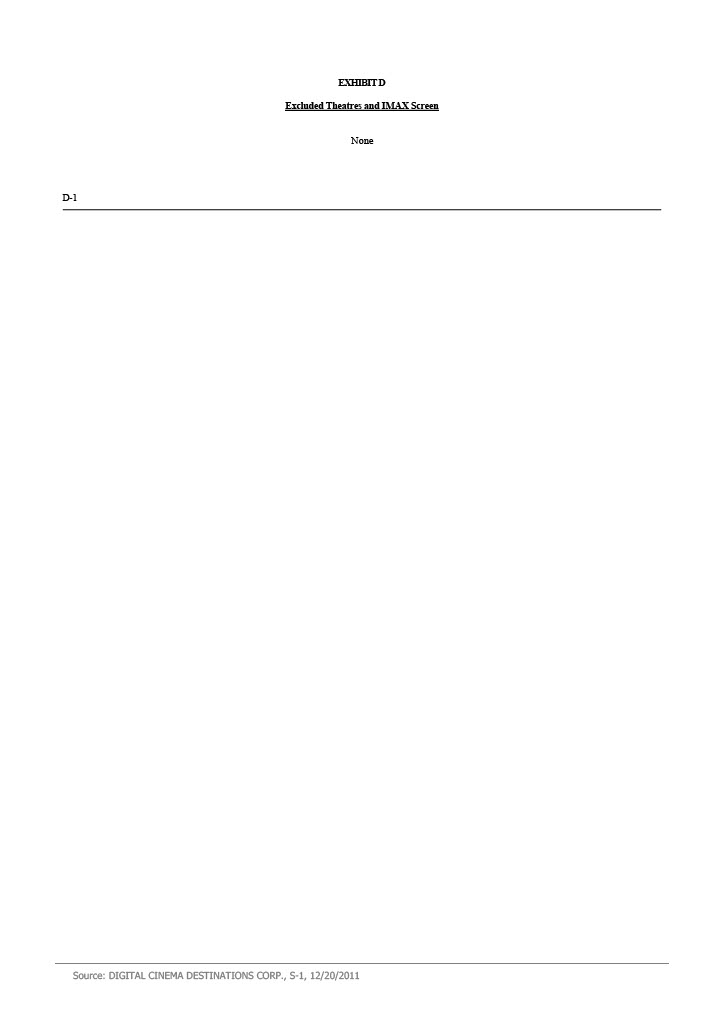 EXHIBIT D
Excluded Theatres and IMAX Screen
None
D-1
Source: DIGITAL CINEMA DESTINATIONS CORP., S-1, 12/20/2011